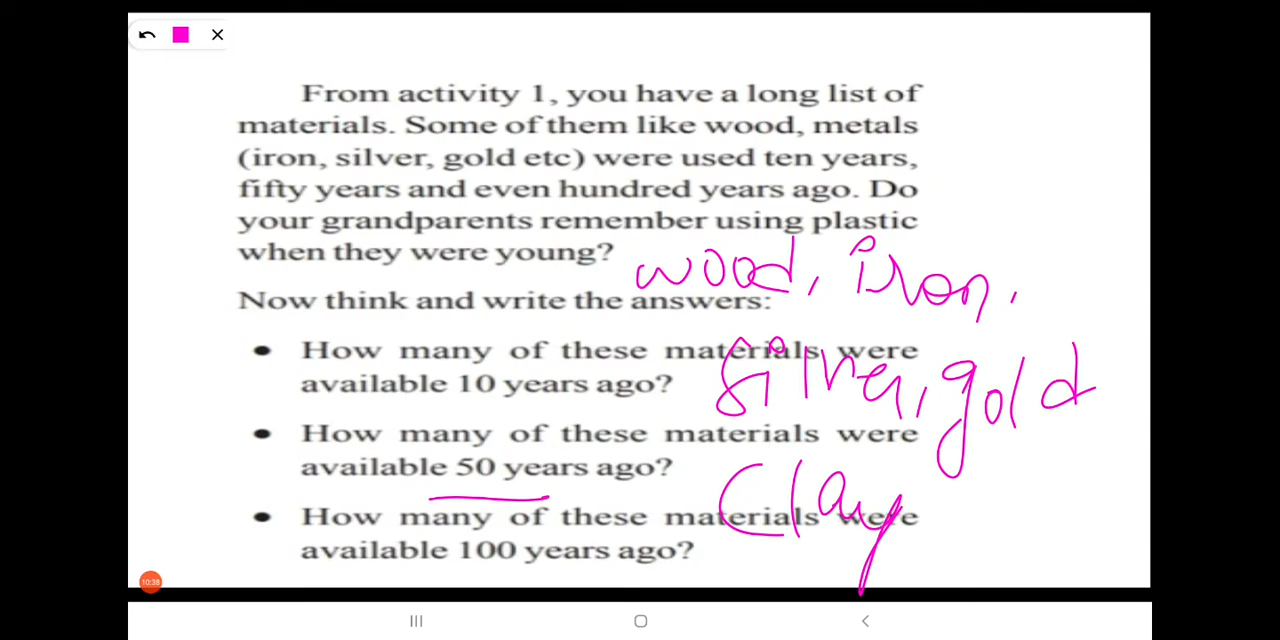 From activity 1, you have a long list of
materials. Some of them like wood, metals
(iron, silver, gold etc) were used ten years,
fifty years and even hundred years ago. Do
your grandparents remember using plastic
when they were young?
wood, iron,
Now think and write the answers:
• How many of these materials were
available 10 years ago?
silver, gold
• How many of these materials were
available 50 years ago?
Clay
• How many of these materials were
available 100 years ago?
10:38